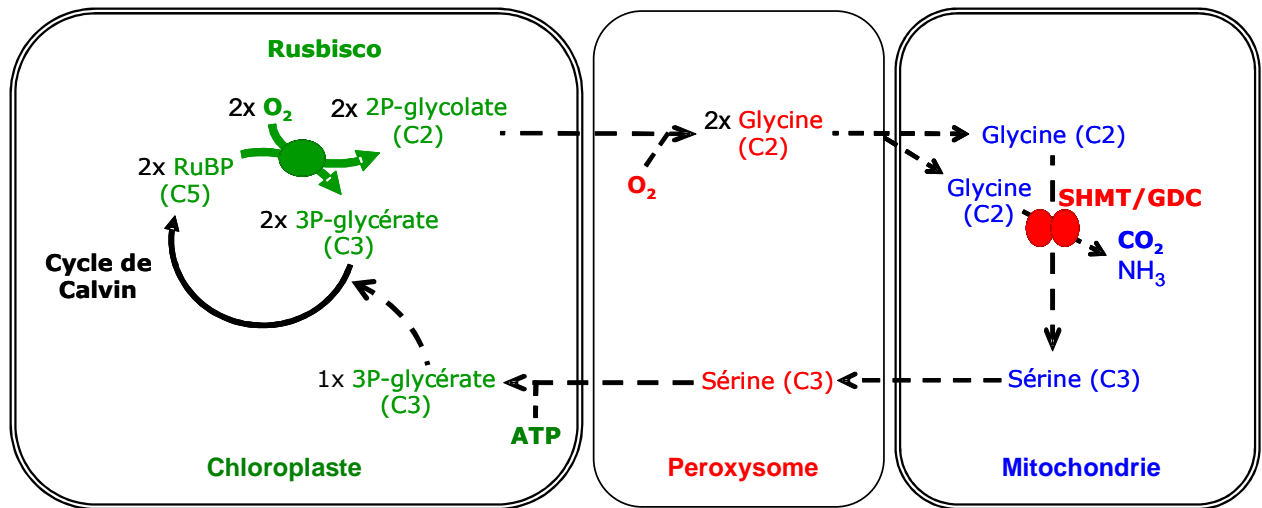 Rusbisco
2x O₂
2x 2P-glycolate
(C2)
2x RuBP
(C5)
2x 3P-glycérate
(C3)
Cycle de
Calvin
1x 3P-glycérate
(C3)
ATP
Chloroplaste
2x Glycine
(C2)
O₂
Sérine (C3)
Peroxysome
Glycine (C2)
Glycine
(C2)
SHMT/GDC
CO₂
NH₃
Sérine (C3)
Mitochondrie